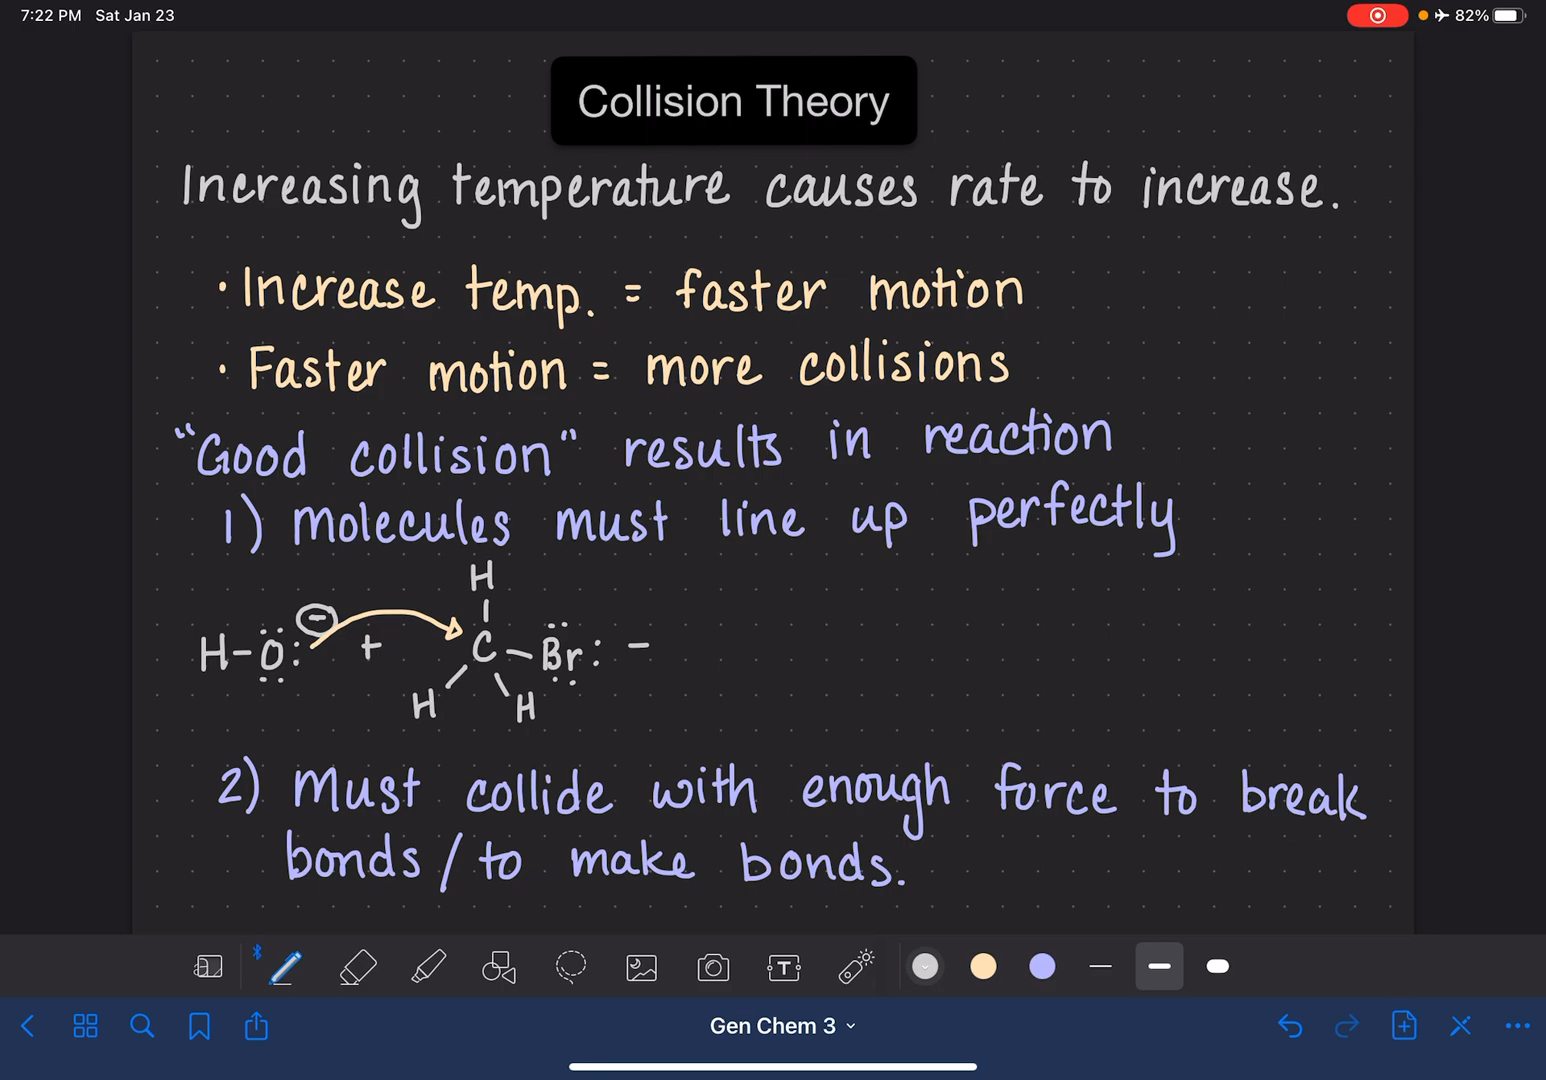 7:22 PM Sat Jan 23
82%
Collision Theory
Increasing temperature causes rate to increase.
· Increase temp. = faster motion
· Faster motion = more collisions
"Good collision" results in reaction
1) Molecules must line up perfectly
H
H-O: - + C - Br: -
H H
2) Must collide with enough force to break
bonds / to make bonds.
T
Gen Chem 3